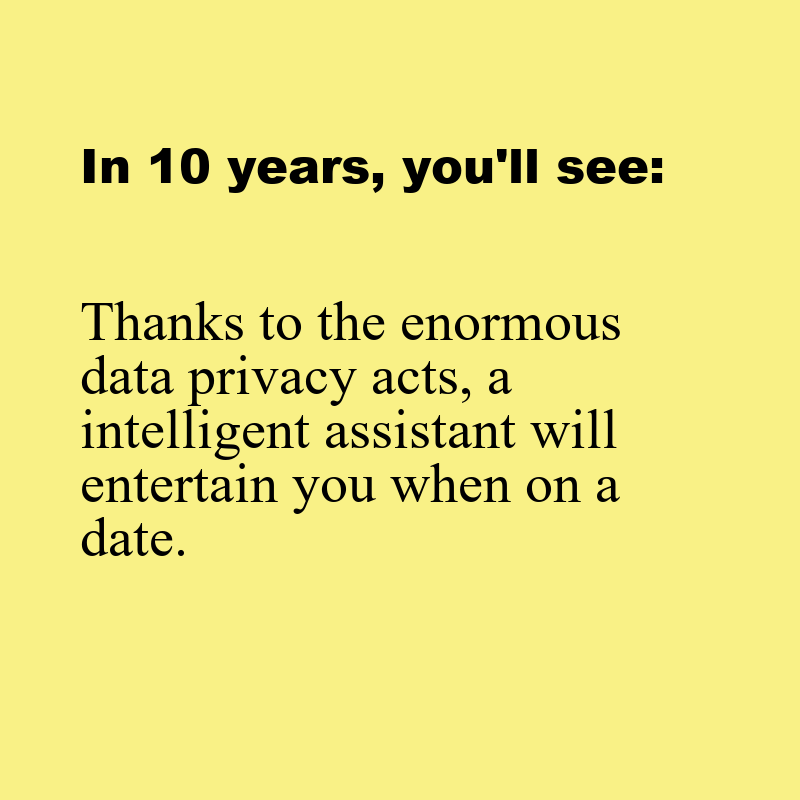 In 10 years, you'll see:
Thanks to the enormous
data privacy acts, a
intelligent assistant will
entertain you when on a
date.